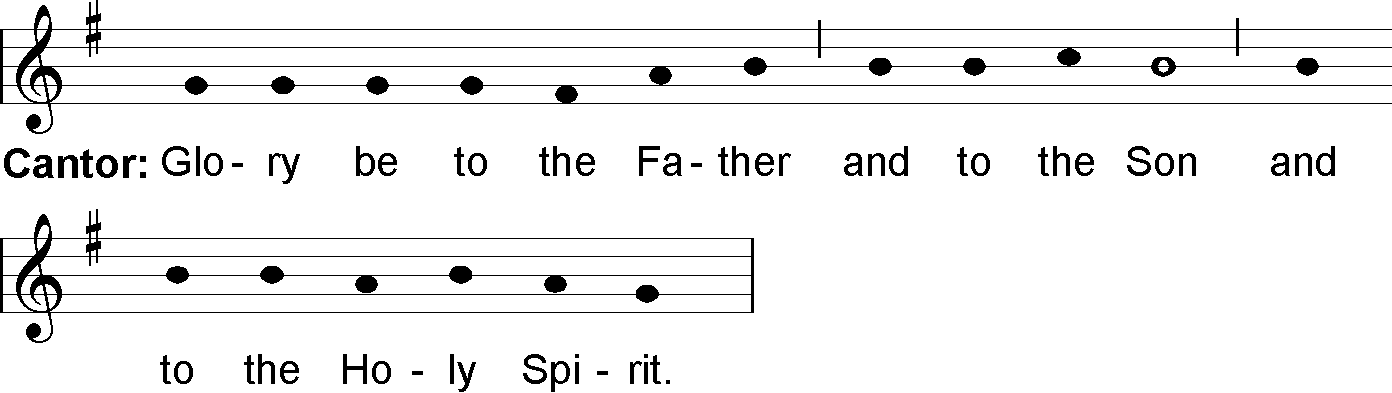 Cantor: Glo - ry be to the Fa - ther and to the Son and
to the Ho - ly Spi - rit.